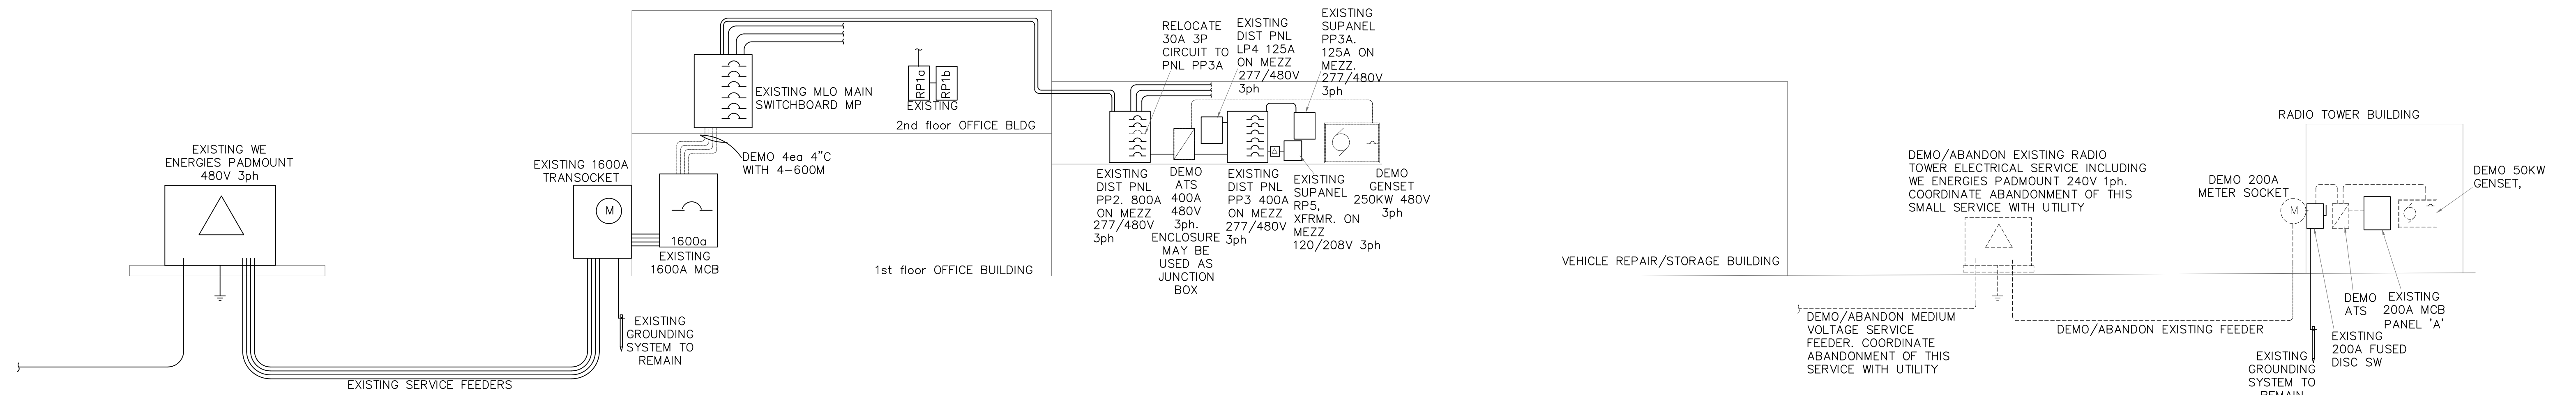 EXISTING WE
ENERGIES PADMOUNT
480V 3ph
EXISTING SERVICE FEEDERS
EXISTING 1600A
TRANSOCKET
M
EXISTING
GROUNDING
SYSTEM TO
REMAIN
1600a
EXISTING
1600A MCB
DEMO 4ea 4"C
WITH 4-600M
EXISTING MLO MAIN
SWITCHBOARD MP
RP1a
RP1b
EXISTING
2nd floor OFFICE BLDG
1st floor OFFICE BUILDING
RELOCATE
30A 3P
CIRCUIT TO
PNL PP3A
EXISTING
DIST PNL
LP4 125A
ON MEZZ
277/480V
3ph
EXISTING
SUPANEL
PP3A.
125A ON
MEZZ.
277/480V
3ph
EXISTING
DIST PNL
PP2. 800A
ON MEZZ
277/480V
3ph
DEMO
ATS
400A
480V
3ph.
ENCLOSURE
MAY BE
USED AS
JUNCTION
BOX
EXISTING
DIST PNL
PP3 400A
ON MEZZ
277/480V
3ph
EXISTING
SUPANEL
RP5,
XFRMR. ON
MEZZ
120/208V 3ph
DEMO
GENSET
250KW 480V
3ph
VEHICLE REPAIR/STORAGE BUILDING
DEMO/ABANDON EXISTING RADIO
TOWER ELECTRICAL SERVICE INCLUDING
WE ENERGIES PADMOUNT 240V 1ph.
COORDINATE ABANDONMENT OF THIS
SMALL SERVICE WITH UTILITY
DEMO/ABANDON MEDIUM
VOLTAGE SERVICE
FEEDER. COORDINATE
ABANDONMENT OF THIS
SERVICE WITH UTILITY
DEMO/ABANDON EXISTING FEEDER
RADIO TOWER BUILDING
DEMO 200A
METER SOCKET
M
DEMO 50KW
GENSET,
DEMO
ATS
EXISTING
200A MCB
PANEL 'A'
EXISTING
200A FUSED
DISC SW
EXISTING
GROUNDING
SYSTEM TO
REMAIN